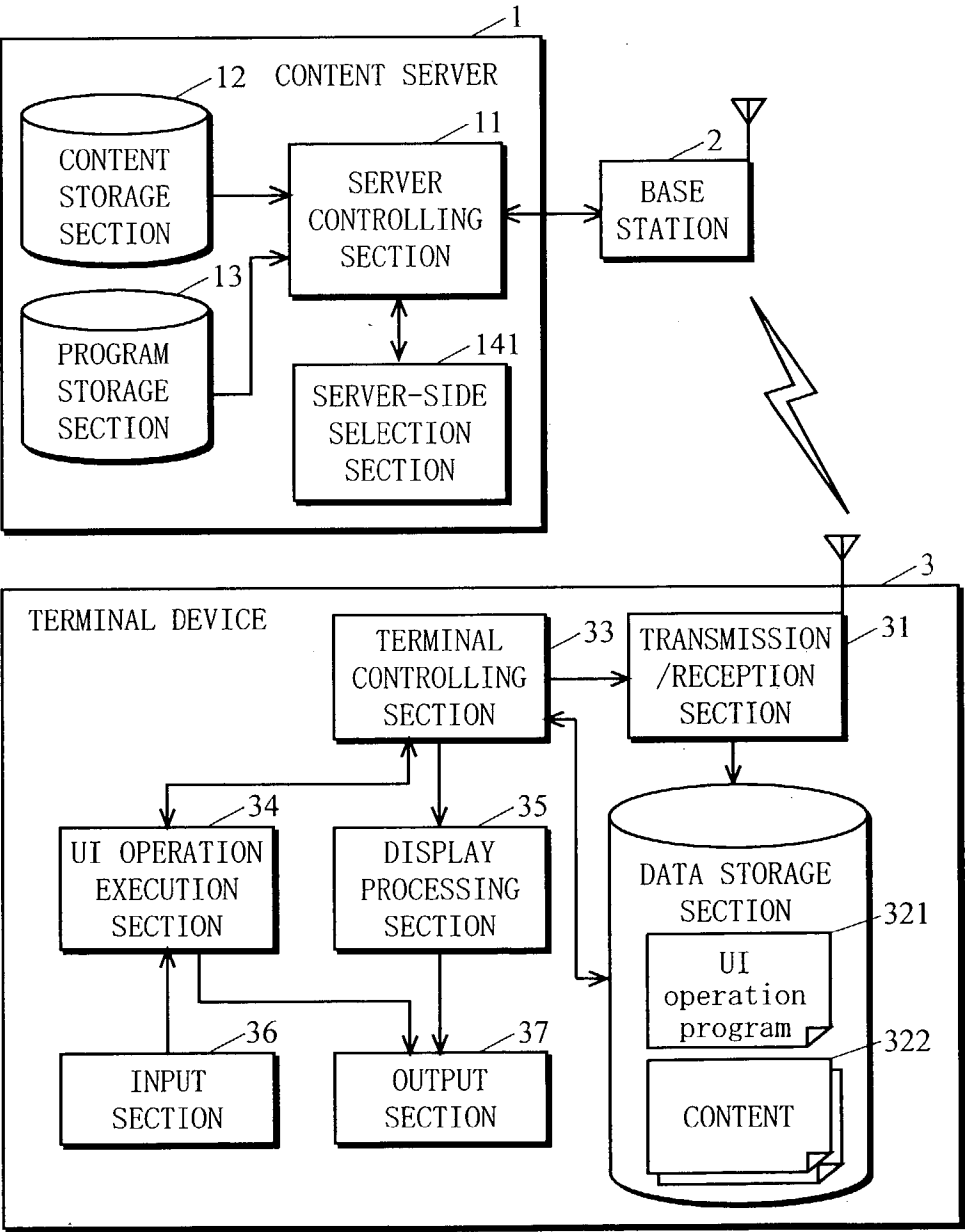 1
CONTENT SERVER
12
CONTENT
STORAGE
SECTION
11
SERVER
CONTROLLING
SECTION
2
BASE
STATION
13
PROGRAM
STORAGE
SECTION
141
SERVER-SIDE
SELECTION
SECTION
3
TERMINAL DEVICE
33
TERMINAL
CONTROLLING
SECTION
31
TRANSMISSION
/RECEPTION
SECTION
34
UI OPERATION
EXECUTION
SECTION
35
DISPLAY
PROCESSING
SECTION
DATA STORAGE
SECTION
321
UI
operation
program
36
INPUT
SECTION
37
OUTPUT
SECTION
322
CONTENT